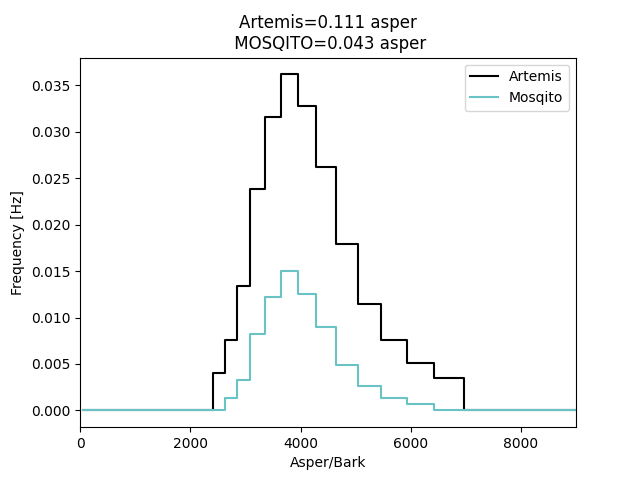 Artemis=0.111 asper
MOSQITO=0.043 asper
Artemis
Mosqito
0.035
0.030
0.025
0.020
0.015
0.010
0.005
0.000
Frequency [Hz]
0 2000 4000 6000 8000
Asper/Bark